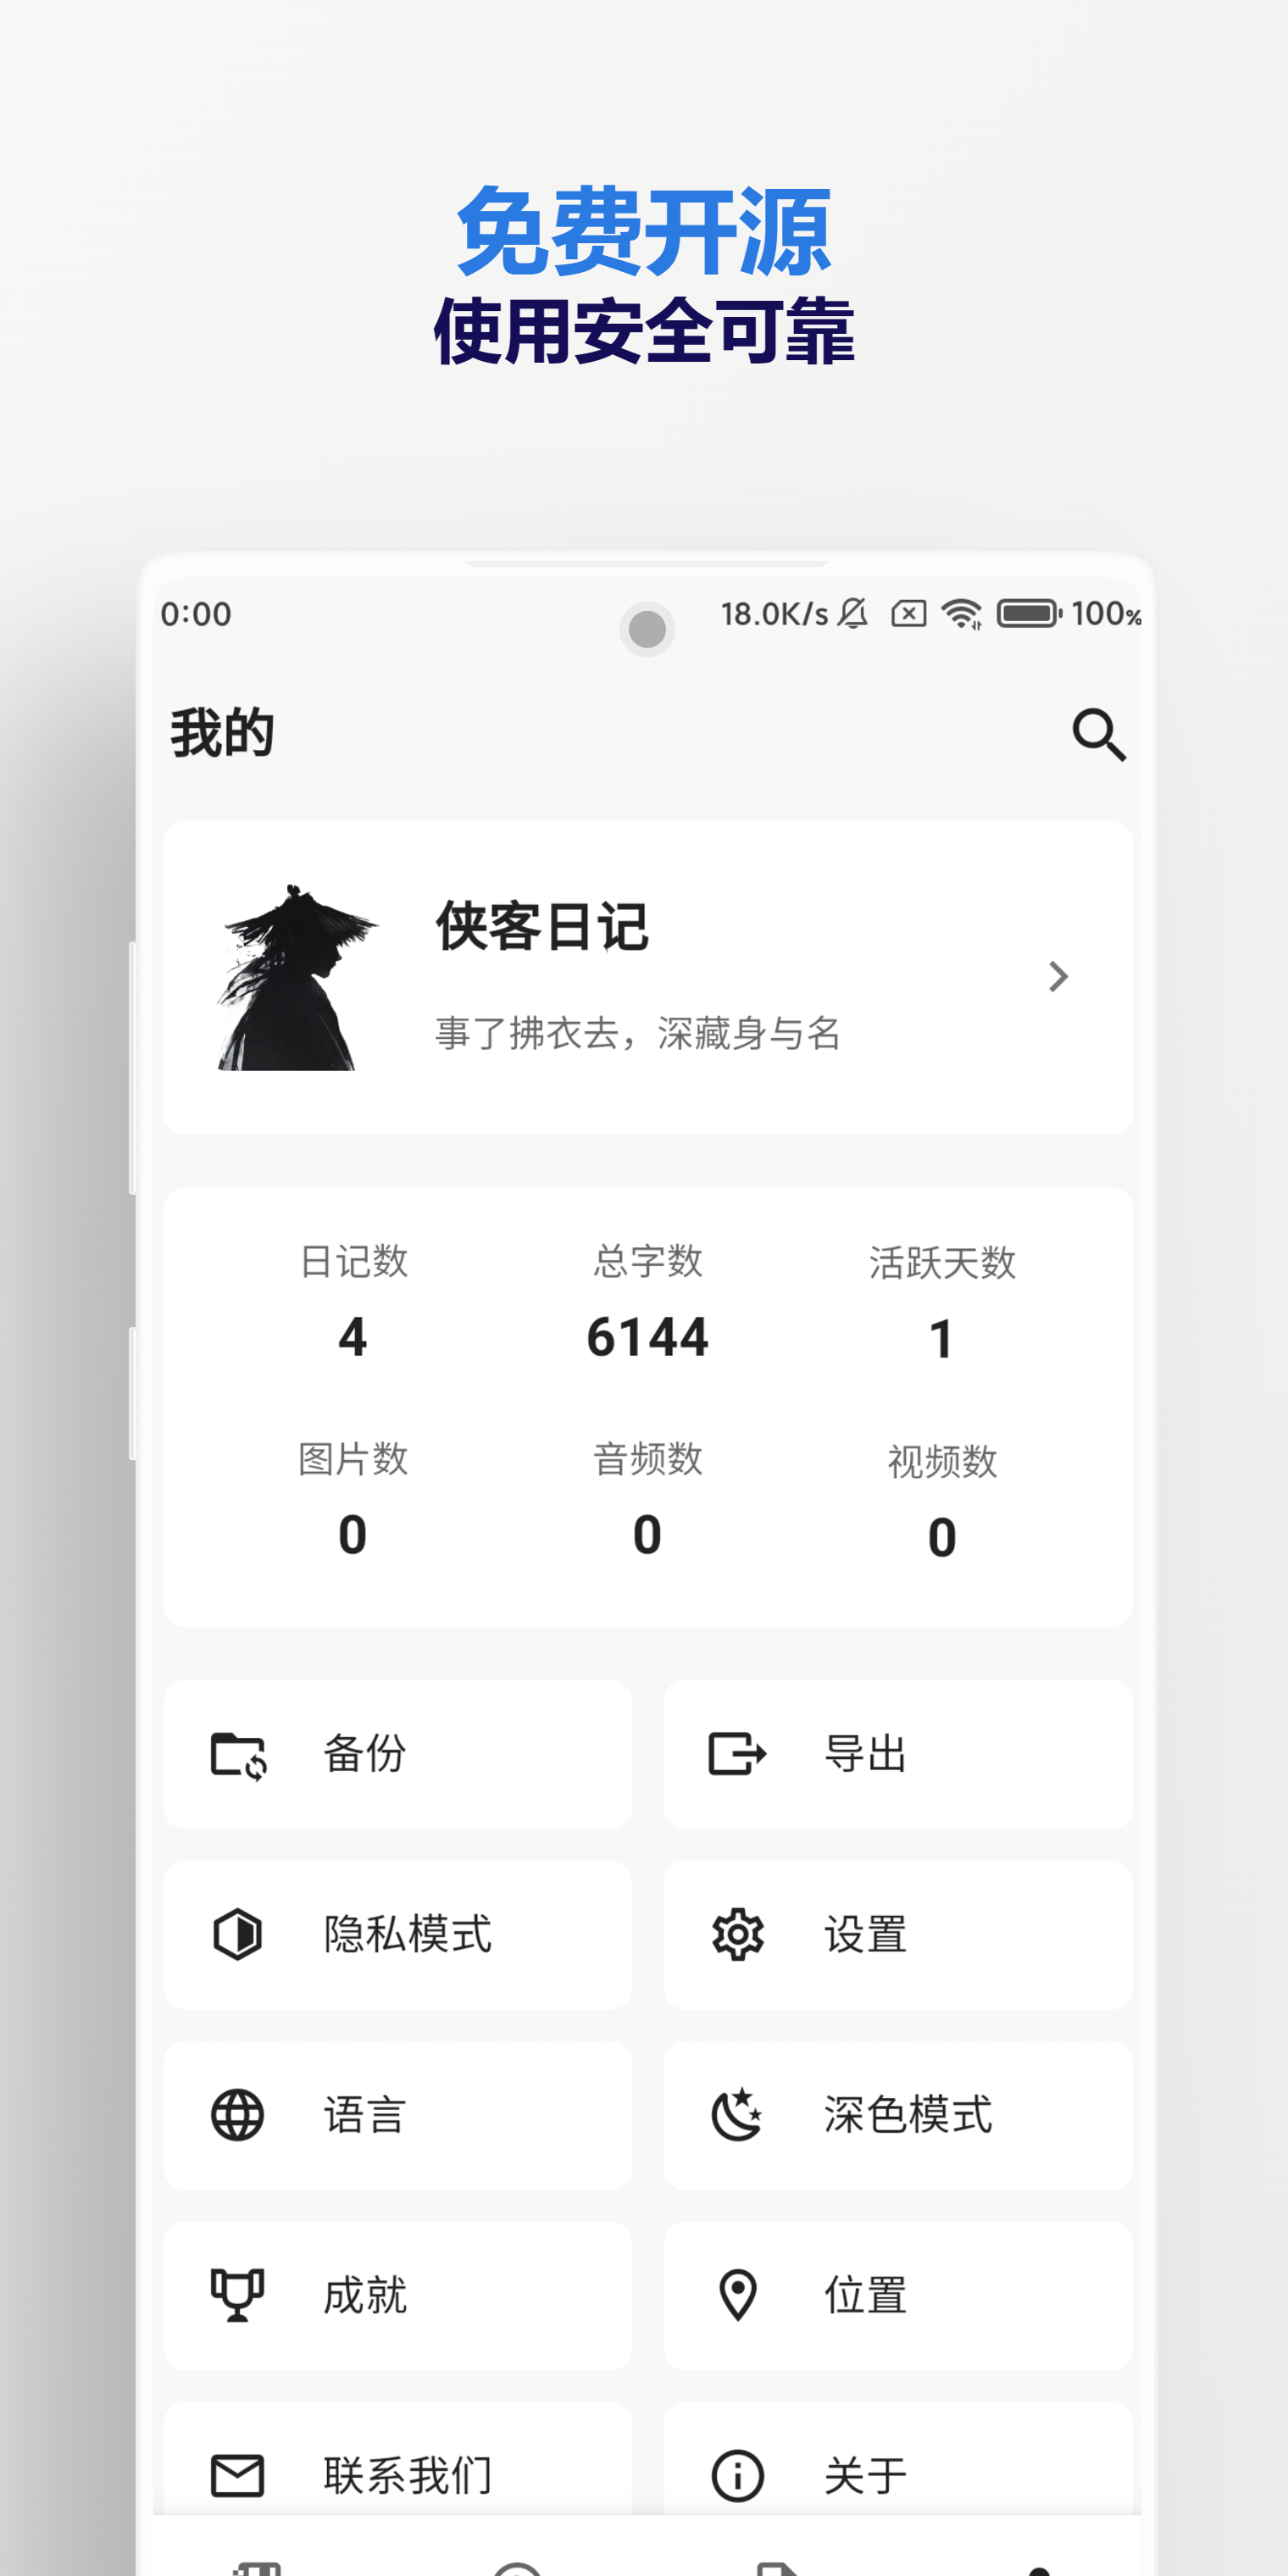 免费开源
使用安全可靠
0:00 18.0K/s 100%
我的
侠客日记
事了拂衣去，深藏身与名
日记数 总字数 活跃天数
4 6144 1
图片数 音频数 视频数
0 0 0
备份 导出
隐私模式 设置
语言 深色模式
成就 位置
联系我们 关于